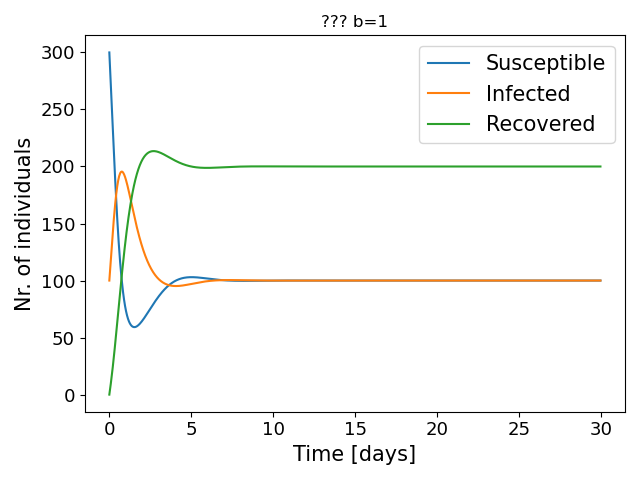 ??? b=1
Nr. of individuals
300
250
200
150
100
50
0
Susceptible
Infected
Recovered
0 5 10 15 20 25 30
Time [days]